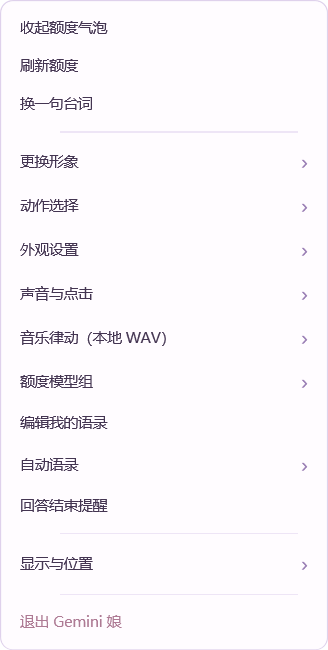 收起额度气泡
刷新额度
换一句台词
更换形象
动作选择
外观设置
声音与点击
音乐律动（本地 WAV）
额度模型组
编辑我的语录
自动语录
回答结束提醒
显示与位置
退出 Gemini 娘